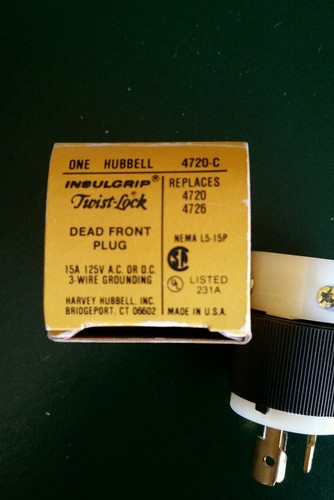 ONE HUBBELL 4720-C
INSULGRIP®
Twist-Lock®
DEAD FRONT
PLUG
15A 125V A.C. OR D.C.
3-WIRE GROUNDING
HARVEY HUBBELL, INC.
BRIDGEPORT, CT 06602
REPLACES
4720
4726
NEMA L5-15P
LISTED
231A
MADE IN U.S.A.